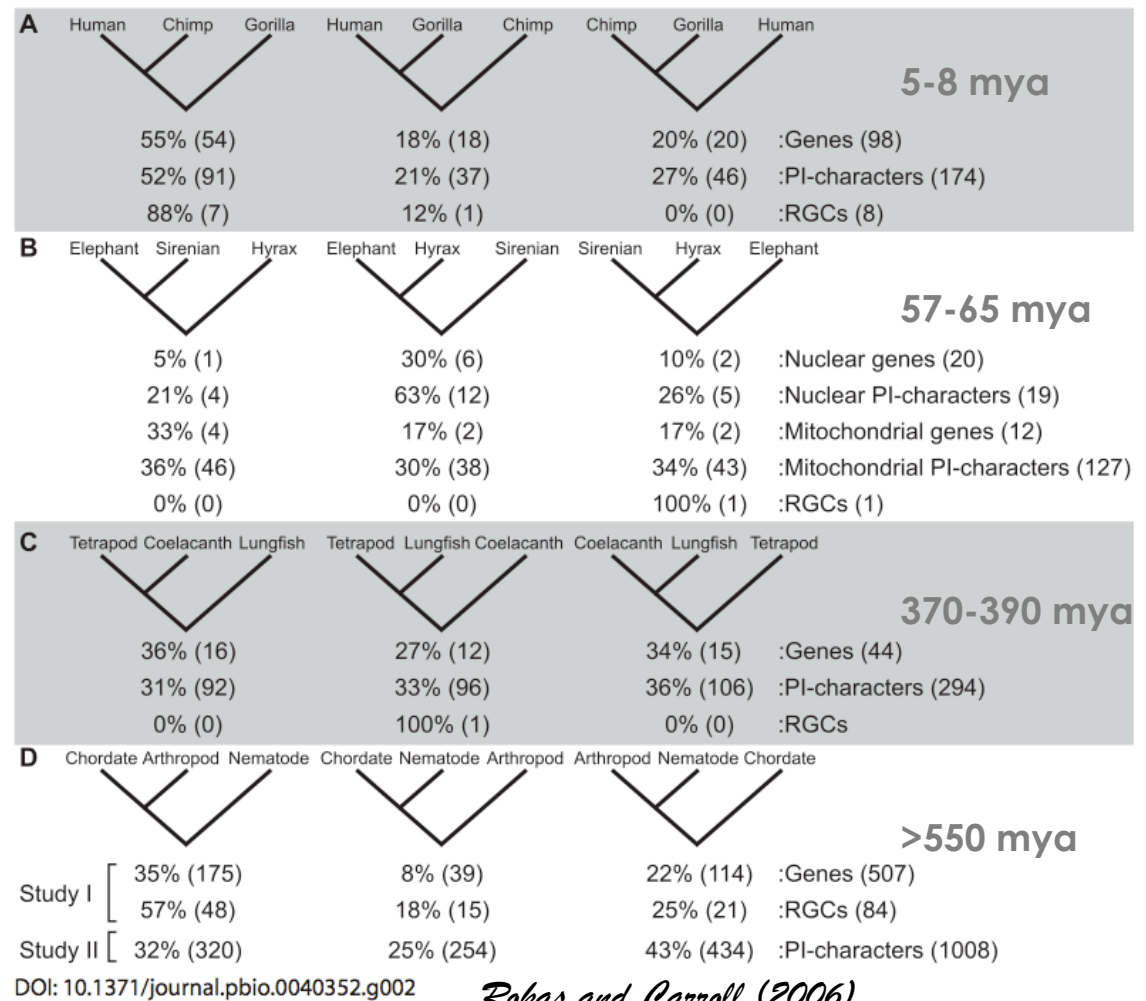 A Human Chimp Gorilla Human Gorilla Chimp Chimp Gorilla Human
5-8 mya
55% (54) 18% (18) 20% (20) :Genes (98)
52% (91) 21% (37) 27% (46) :PI-characters (174)
88% (7) 12% (1) 0% (0) :RGCs (8)
B Elephant Sirenian Hyrax Elephant Hyrax Sirenian Sirenian Hyrax Elephant
57-65 mya
5% (1) 30% (6) 10% (2) :Nuclear genes (20)
21% (4) 63% (12) 26% (5) :Nuclear PI-characters (19)
33% (4) 17% (2) 17% (2) :Mitochondrial genes (12)
36% (46) 30% (38) 34% (43) :Mitochondrial PI-characters (127)
0% (0) 0% (0) 100% (1) :RGCs (1)
C Tetrapod Coelacanth Lungfish Tetrapod Lungfish Coelacanth Coelacanth Lungfish Tetrapod
370-390 mya
36% (16) 27% (12) 34% (15) :Genes (44)
31% (92) 33% (96) 36% (106) :PI-characters (294)
0% (0) 100% (1) 0% (0) :RGCs
D Chordate Arthropod Nematode Chordate Nematode Arthropod Arthropod Nematode Chordate
>550 mya
Study I 35% (175) 8% (39) 22% (114) :Genes (507)
57% (48) 18% (15) 25% (21) :RGCs (84)
Study II 32% (320) 25% (254) 43% (434) :PI-characters (1008)
DOI: 10.1371/journal.pbio.0040352.g002 Rokas and Carroll (2006)